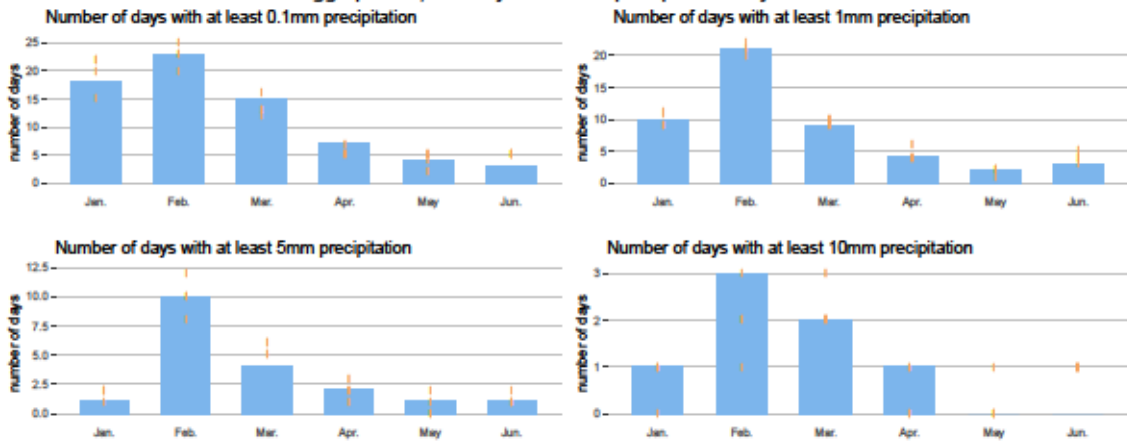 Number of days with at least 0.1mm precipitation
number of days
25
20
15
10
5
0
Jan. Feb. Mar. Apr. May Jun.
Number of days with at least 1mm precipitation
number of days
20
15
10
5
0
Jan. Feb. Mar. Apr. May Jun.
Number of days with at least 5mm precipitation
number of days
12.5
10.0
7.5
5.0
2.5
0.0
Jan. Feb. Mar. Apr. May Jun.
Number of days with at least 10mm precipitation
number of days
3
2
1
0
Jan. Feb. Mar. Apr. May Jun.